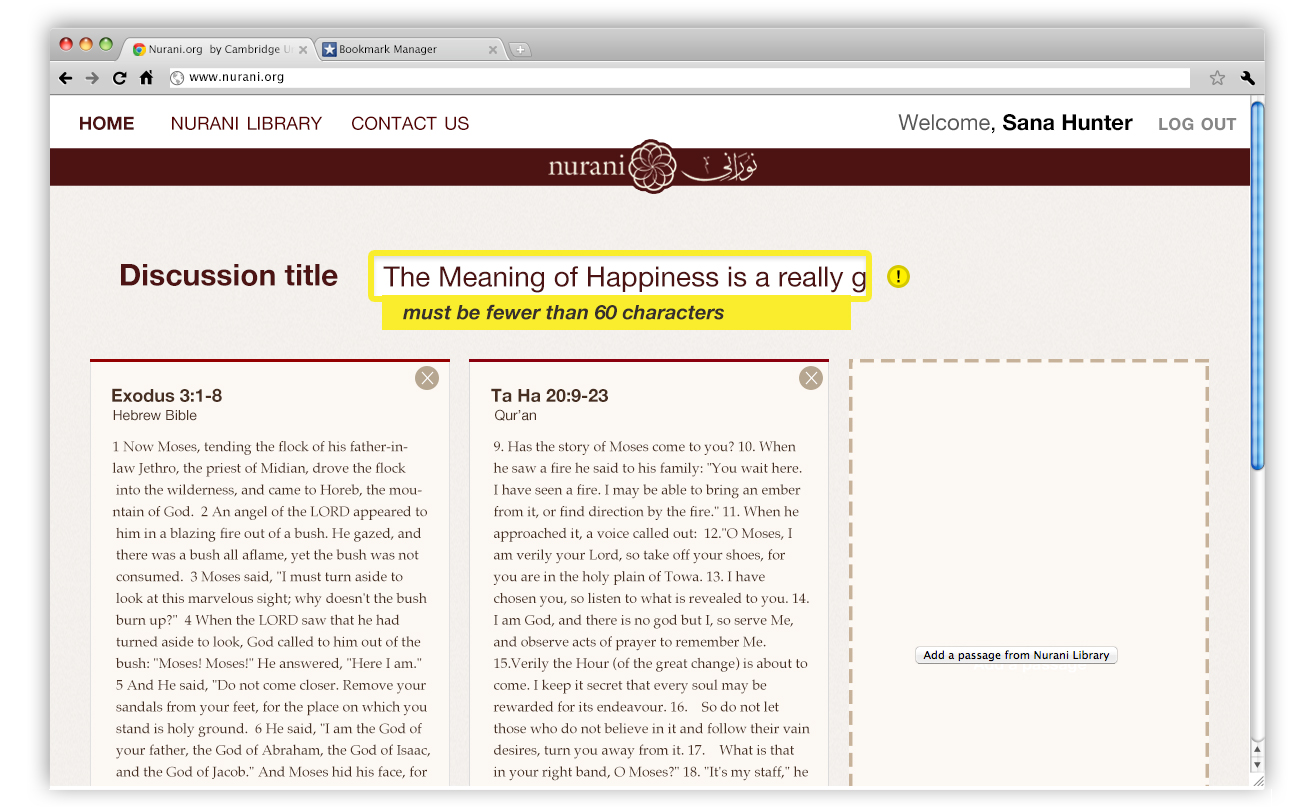 Nurani.org by Cambridge U
Bookmark Manager
www.nurani.org
HOME
NURANI LIBRARY
CONTACT US
Welcome, Sana Hunter
LOG OUT
nurani
نورانی
Discussion title
The Meaning of Happiness is a really g
!
must be fewer than 60 characters
Exodus 3:1-8
Hebrew Bible
1 Now Moses, tending the flock of his father-in-
law Jethro, the priest of Midian, drove the flock
into the wilderness, and came to Horeb, the mou-
ntain of God. 2 An angel of the LORD appeared to
him in a blazing fire out of a bush. He gazed, and
there was a bush all aflame, yet the bush was not
consumed. 3 Moses said, "I must turn aside to
look at this marvelous sight; why doesn't the bush
burn up?" 4 When the LORD saw that he had
turned aside to look, God called to him out of the
bush: "Moses! Moses!" He answered, "Here I am."
5 And He said, "Do not come closer. Remove your
sandals from your feet, for the place on which you
stand is holy ground. 6 He said, "I am the God of
your father, the God of Abraham, the God of Isaac,
and the God of Jacob." And Moses hid his face, for
Ta Ha 20:9-23
Qur'an
9. Has the story of Moses come to you? 10. When
he saw a fire he said to his family: "You wait here.
I have seen a fire. I may be able to bring an ember
from it, or find direction by the fire." 11. When he
approached it, a voice called out: 12."O Moses, I
am verily your Lord, so take off your shoes, for
you are in the holy plain of Towa. 13. I have
chosen you, so listen to what is revealed to you. 14.
I am God, and there is no god but I, so serve Me,
and observe acts of prayer to remember Me.
15.Verily the Hour (of the great change) is about to
come. I keep it secret that every soul may be
rewarded for its endeavour. 16. So do not let
those who do not believe in it and follow their vain
desires, turn you away from it. 17. What is that
in your right band, O Moses?" 18. "It's my staff," he
Add a passage from Nurani Library